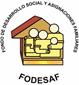 FONDO DE DESARROLLO SOCIAL Y ASIGNACIONES FAMILIARES
FODESAF